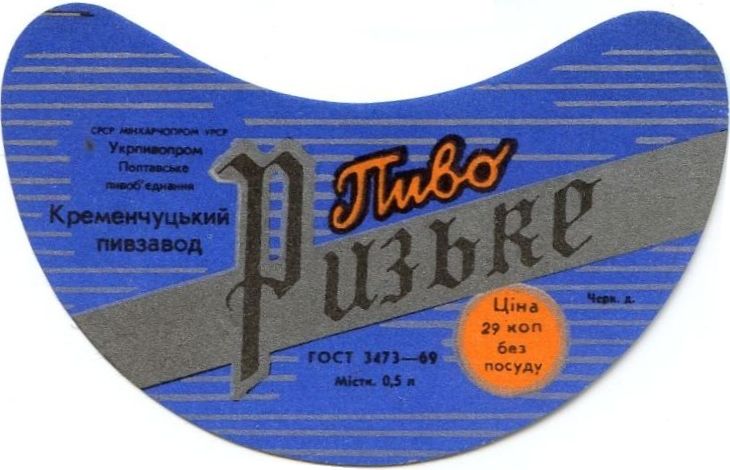 СРСР МІНХАРЧОПРОМ УРСР
Укрпивопром
Полтавське
пивоб'єднання
Кременчуцький
пивзавод
Пиво
Ризьке
Ціна
29 коп
без
посуду
Черк. д.
ГОСТ 3473—69
Містк. 0,5 л